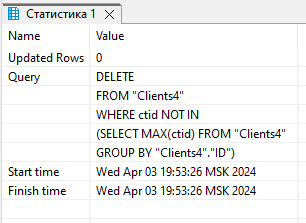 Статистика 1
Name Value
Updated Rows 0
Query DELETE
FROM "Clients4"
WHERE ctid NOT IN
(SELECT MAX(ctid) FROM "Clients4"
GROUP BY "Clients4"."ID")
Start time Wed Apr 03 19:53:26 MSK 2024
Finish time Wed Apr 03 19:53:26 MSK 2024